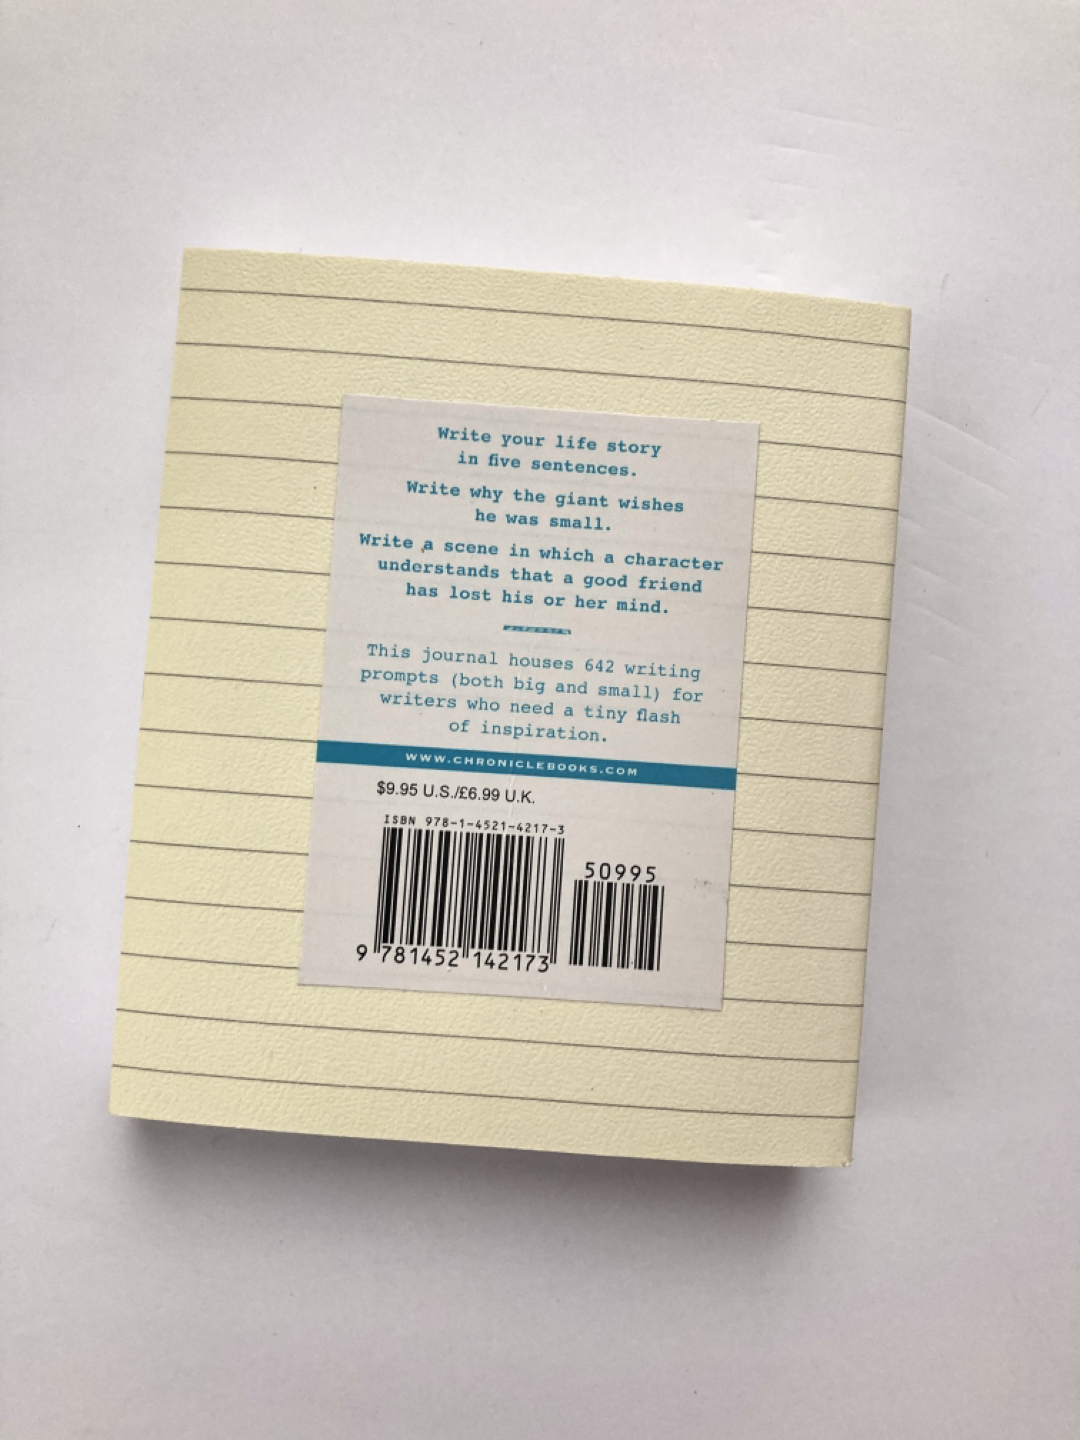 Write your life story
in five sentences.
Write why the giant wishes
he was small.
Write a scene in which a character
understands that a good friend
has lost his or her mind.
This journal houses 642 writing
prompts (both big and small) for
writers who need a tiny flash
of inspiration.
WWW.CHRONICLEBOOKS.COM
$9.95 U.S./£6.99 U.K.
ISBN 978-1-4521-4217-3
50995
9 781452 142173